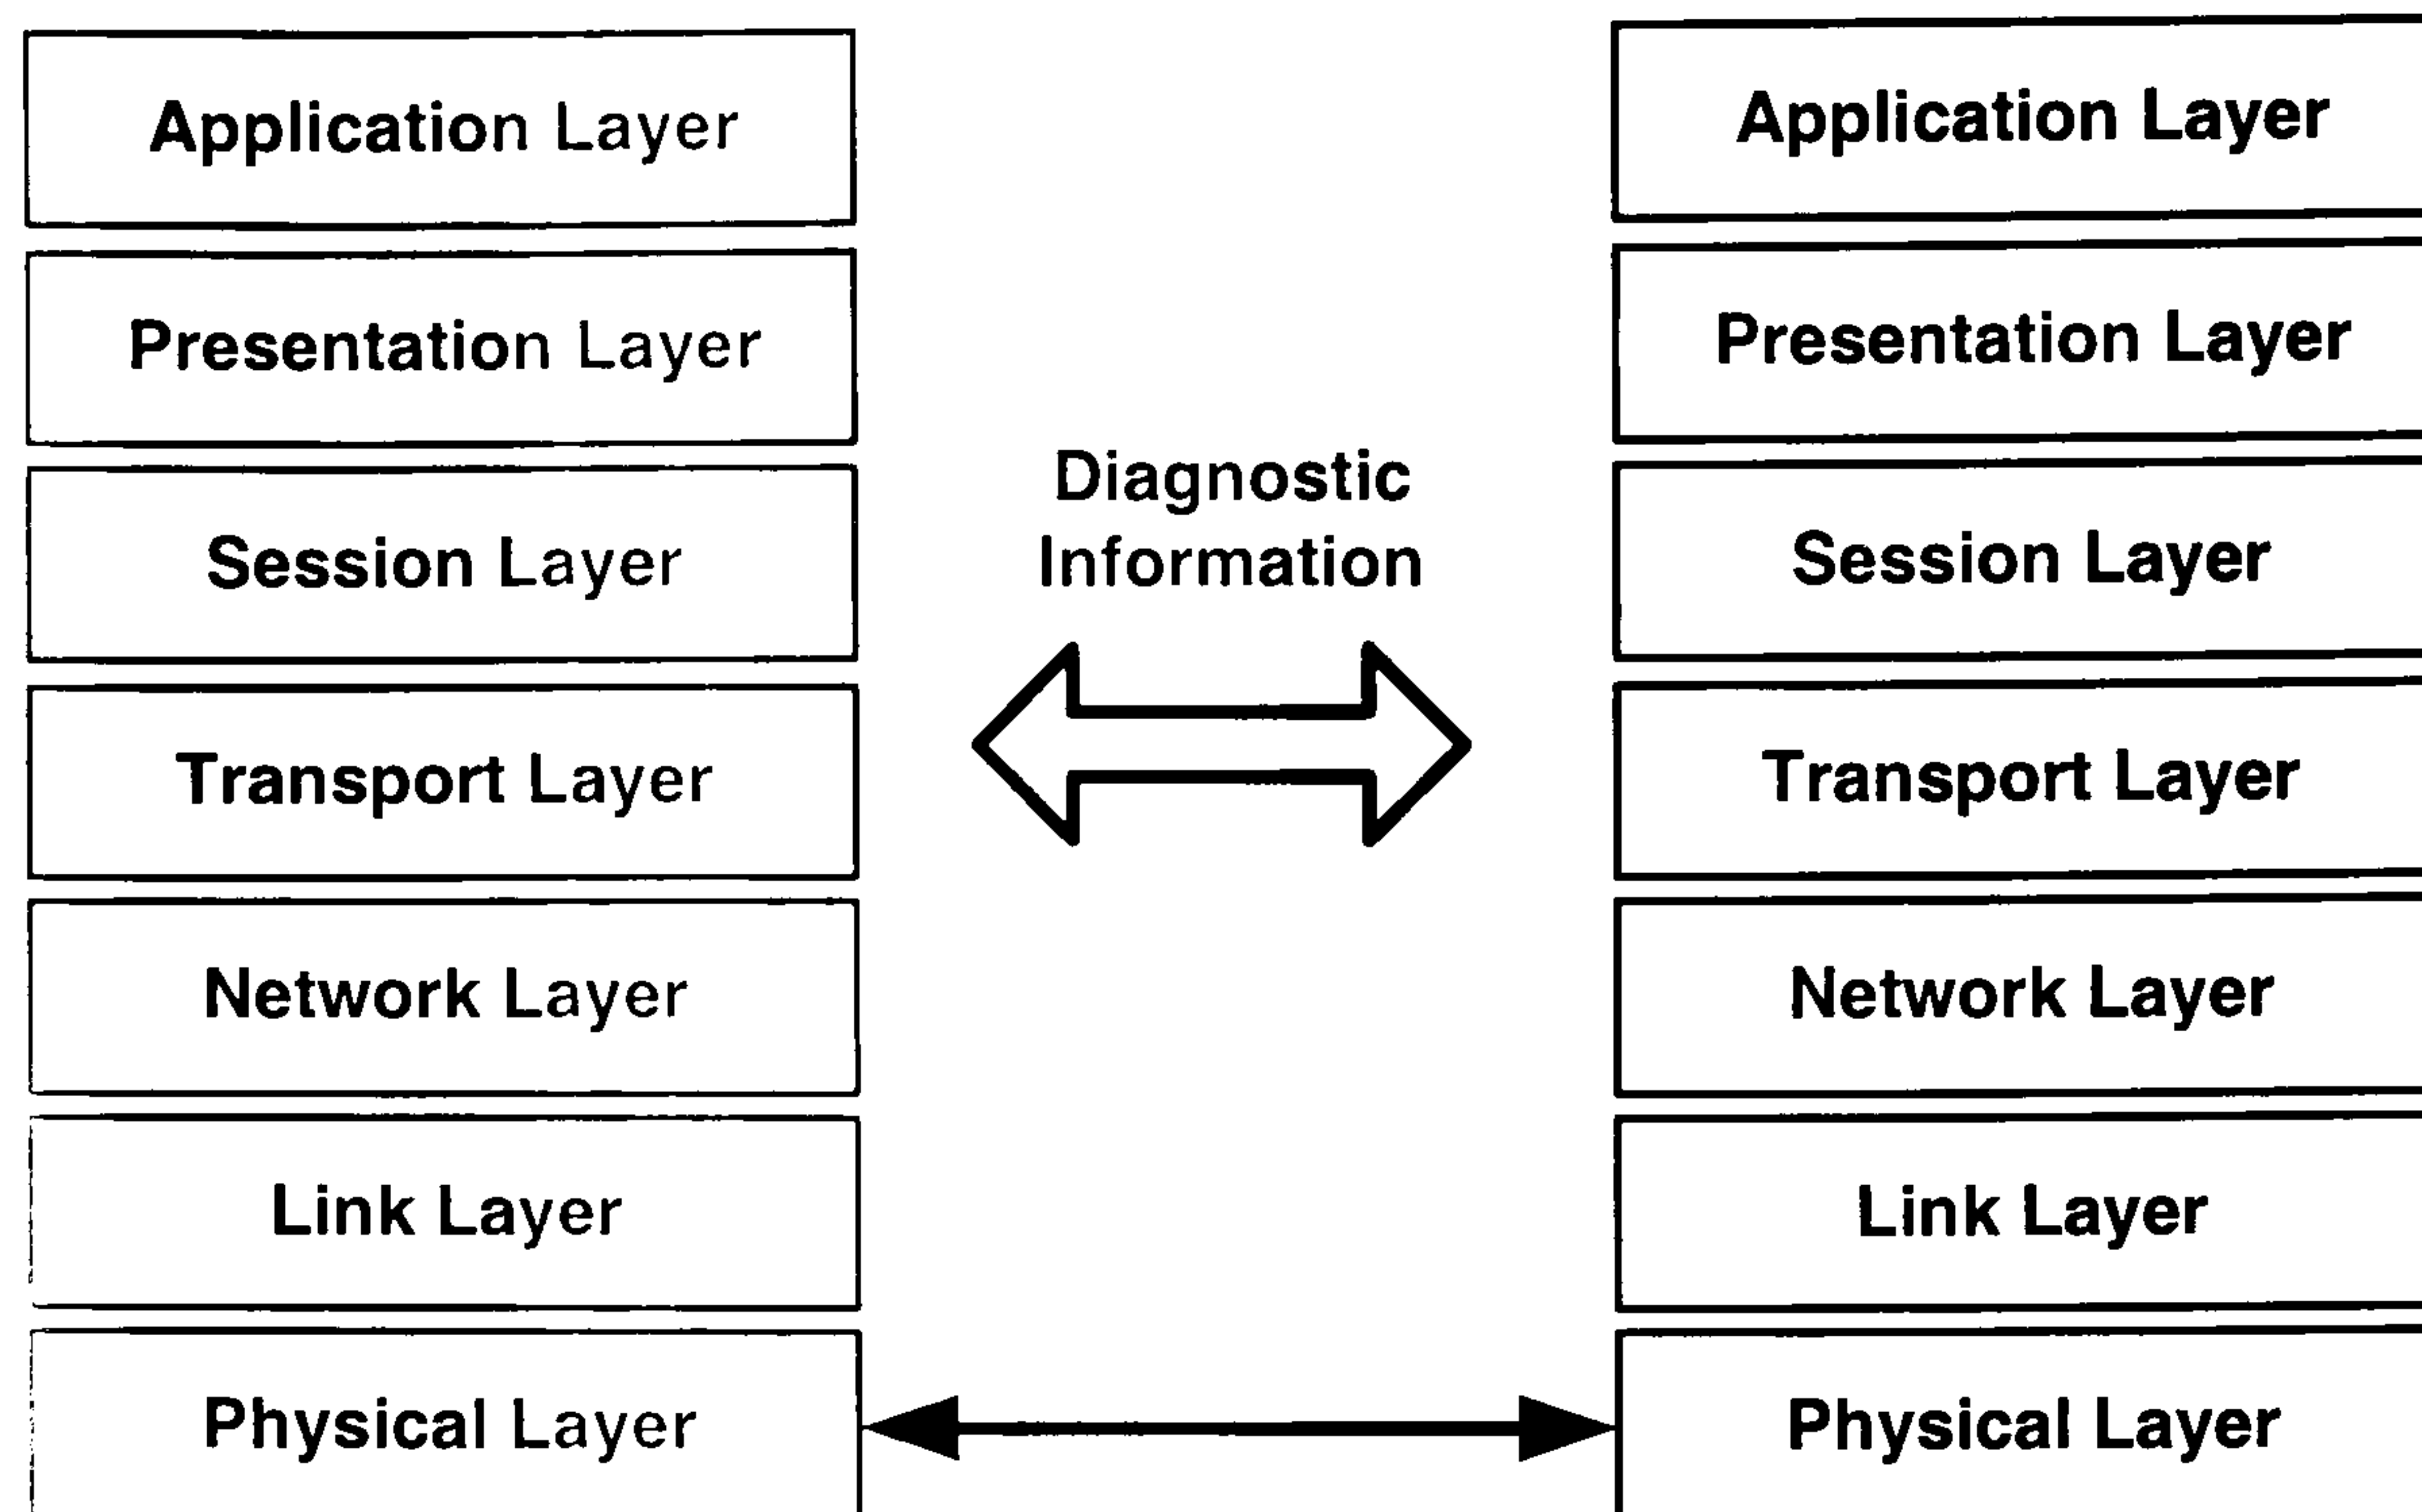 Application Layer
Presentation Layer
Session Layer
Transport Layer
Network Layer
Link Layer
Physical Layer
Diagnostic
Information
Application Layer
Presentation Layer
Session Layer
Transport Layer
Network Layer
Link Layer
Physical Layer